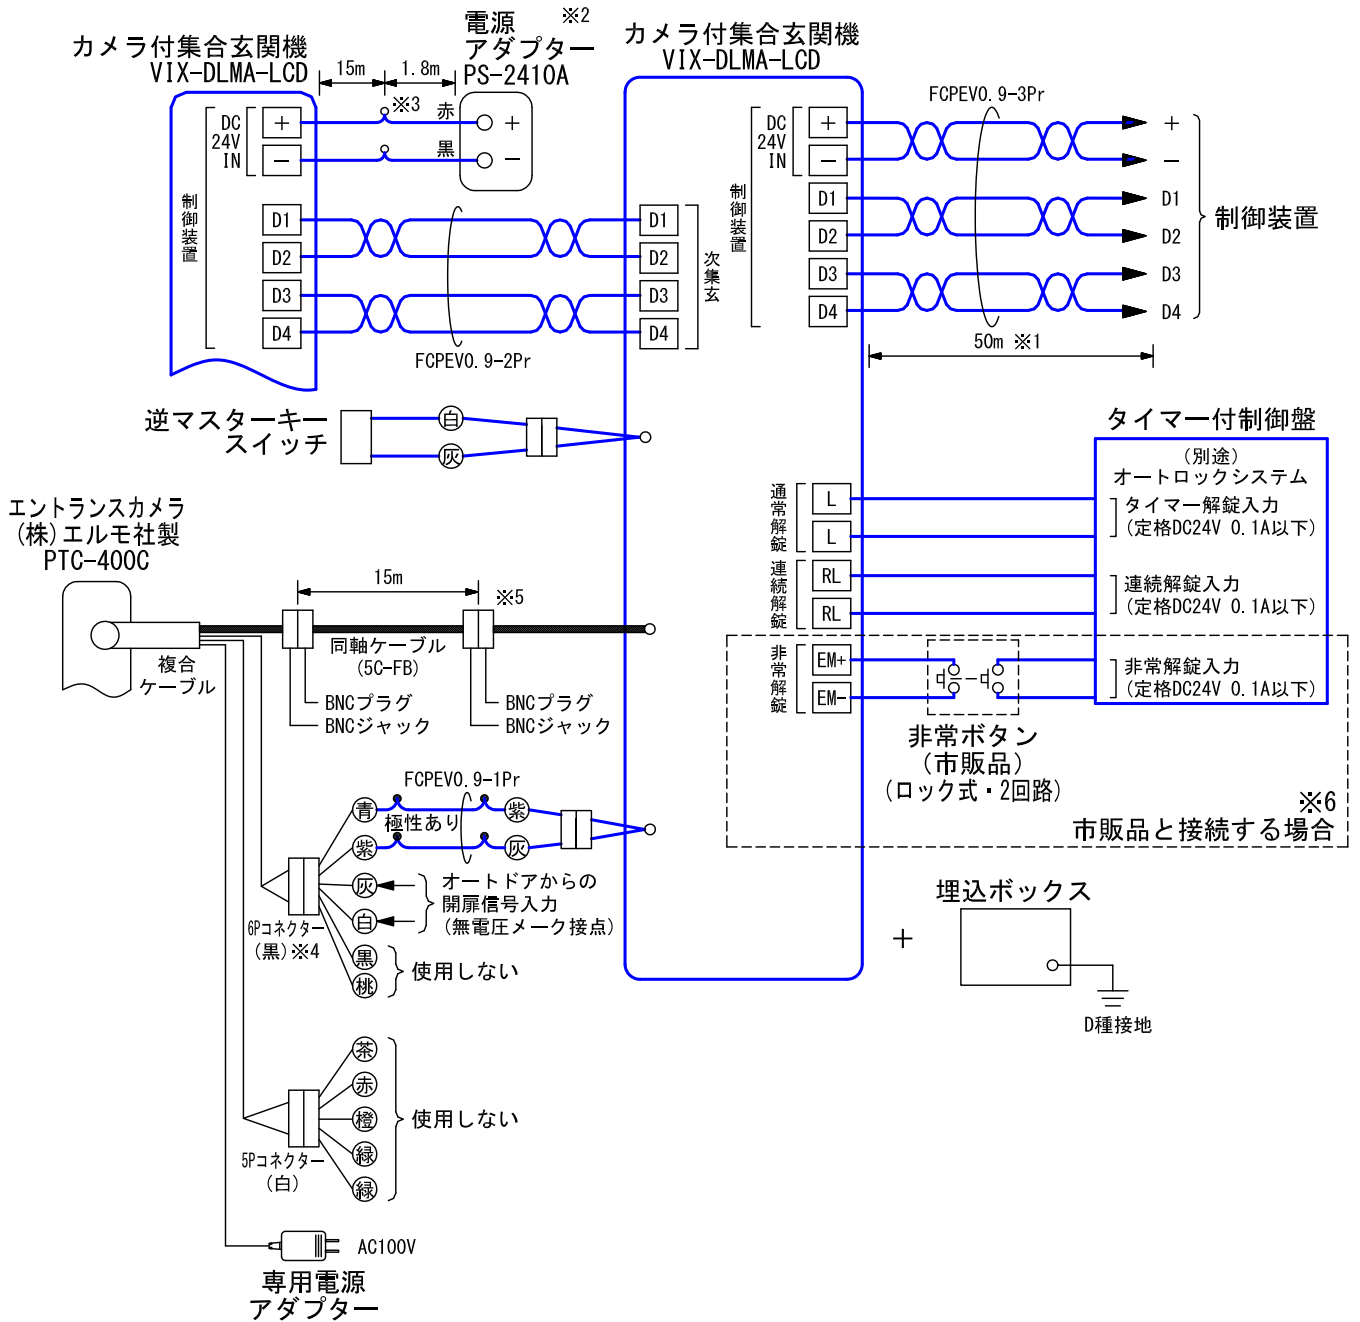 カメラ付集合玄関機
VIX-DLMA-LCD
15m
1.8m
※3
電源 ※2
アダプター
PS-2410A
赤
黒
+
−
DC
24V
IN
+
−
制御装置
D1
D2
D3
D4
FCPEV0.9-2Pr
カメラ付集合玄関機
VIX-DLMA-LCD
D1
D2
D3
D4
次集玄
制御装置
DC
24V
IN
+
−
D1
D2
D3
D4
FCPEV0.9-3Pr
+
−
D1
D2
D3
D4
制御装置
50m ※1
逆マスターキー
スイッチ
白
灰
タイマー付制御盤
(別途)
オートロックシステム
タイマー解錠入力
(定格DC24V 0.1A以下)
連続解錠入力
(定格DC24V 0.1A以下)
非常解錠入力
(定格DC24V 0.1A以下)
通常解錠
L
L
連続解錠
RL
RL
非常解錠
EM+
EM-
非常ボタン
(市販品)
(ロック式・2回路)
※6
市販品と接続する場合
エントランスカメラ
(株)エルモ社製
PTC-400C
複合
ケーブル
15m
※5
同軸ケーブル
(5C-FB)
BNCプラグ
BNCジャック
BNCプラグ
BNCジャック
FCPEV0.9-1Pr
極性あり
青
紫
灰
白
黒
桃
紫
灰
オートドアからの
開扉信号入力
(無電圧メーク接点)
使用しない
6Pコネクター
(黒)※4
茶
赤
橙
緑
緑
使用しない
5Pコネクター
(白)
AC100V
専用電源
アダプター
埋込ボックス
+
D種接地